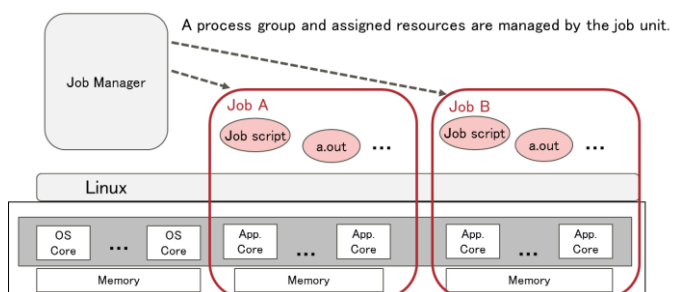 A process group and assigned resources are managed by the job unit.
Job Manager
Job A
Job script
a.out
...
Job B
Job script
a.out
...
Linux
OS
Core
...
OS
Core
App.
Core
...
App.
Core
App.
Core
...
App.
Core
Memory
Memory
Memory